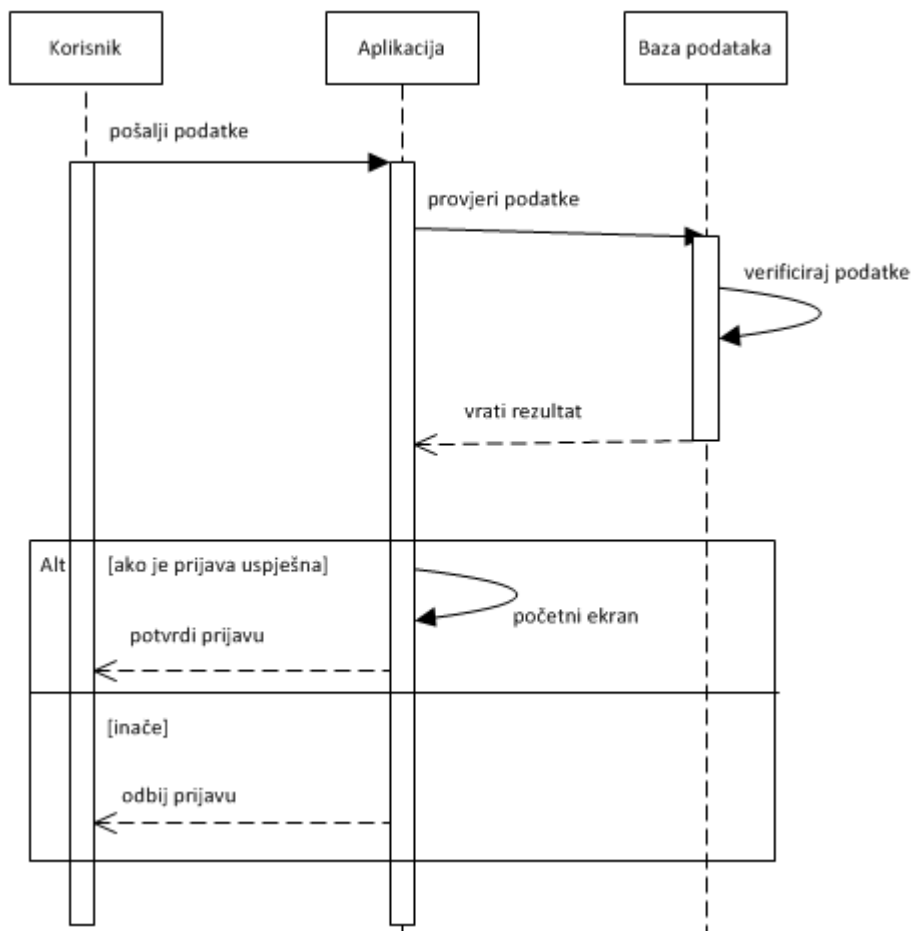 Korisnik
Aplikacija
Baza podataka
pošalji podatke
provjeri podatke
verificiraj podatke
vrati rezultat
Alt
[ako je prijava uspješna]
početni ekran
potvrdi prijavu
[inače]
odbij prijavu